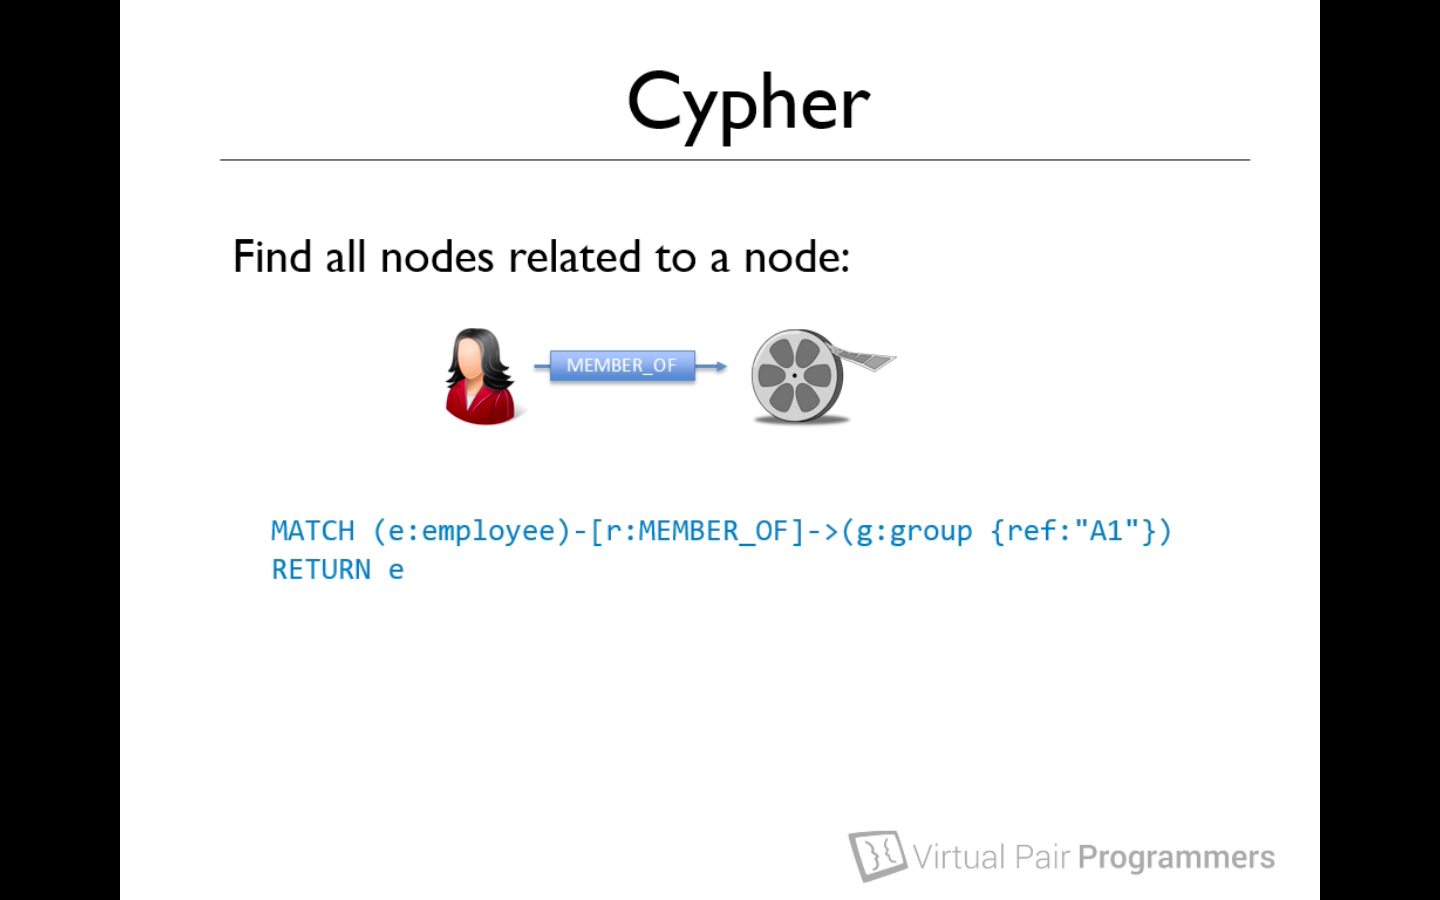 Cypher
Find all nodes related to a node:
MEMBER_OF
MATCH (e:employee)-[r:MEMBER_OF]->(g:group {ref:"A1"})
RETURN e
Virtual Pair Programmers